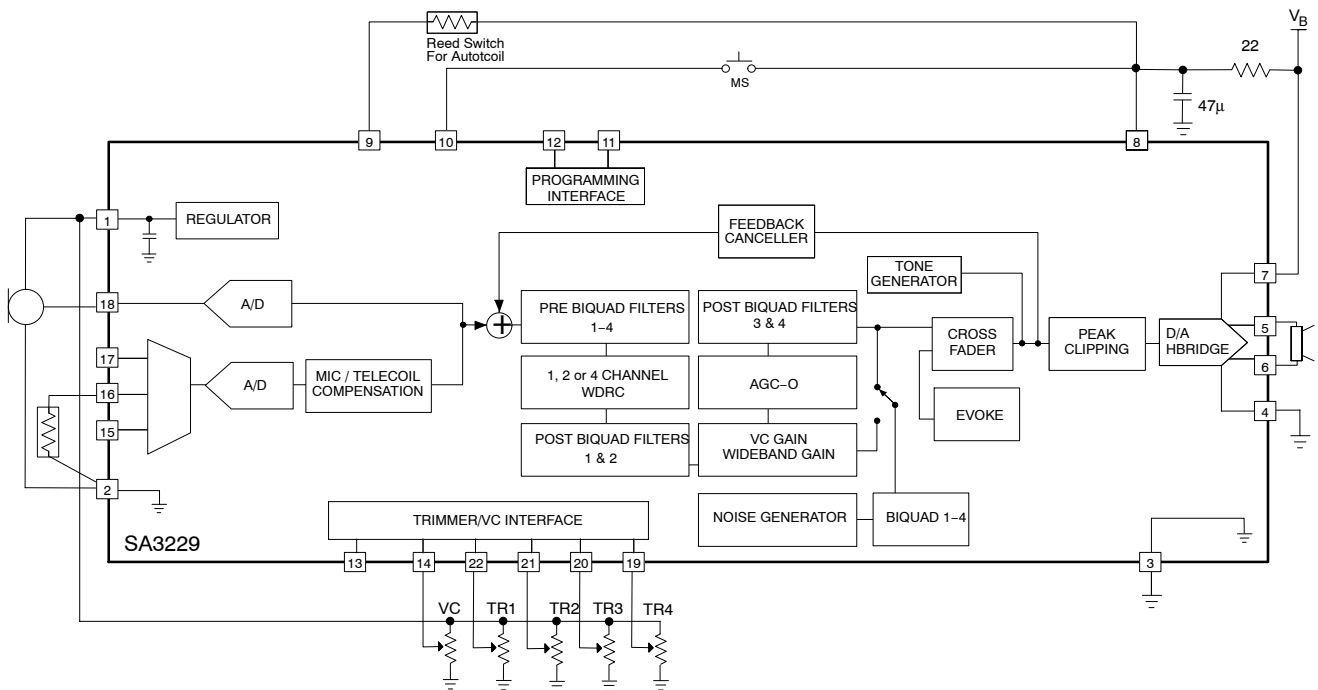 V_B
22
Reed Switch
For Autotcoil
MS
47µ
9
10
12
11
8
PROGRAMMING
INTERFACE
1
REGULATOR
FEEDBACK
CANCELLER
TONE
GENERATOR
7
18
A/D
PRE BIQUAD FILTERS
1–4
POST BIQUAD FILTERS
3 & 4
CROSS
FADER
PEAK
CLIPPING
D/A
HBRIDGE
5
6
17
16
15
A/D
MIC / TELECOIL
COMPENSATION
1, 2 or 4 CHANNEL
WDRC
AGC–O
EVOKE
4
POST BIQUAD FILTERS
1 & 2
VC GAIN
WIDEBAND GAIN
2
TRIMMER/VC INTERFACE
NOISE GENERATOR
BIQUAD 1–4
SA3229
13
14
22
21
20
19
3
VC
TR1
TR2
TR3
TR4